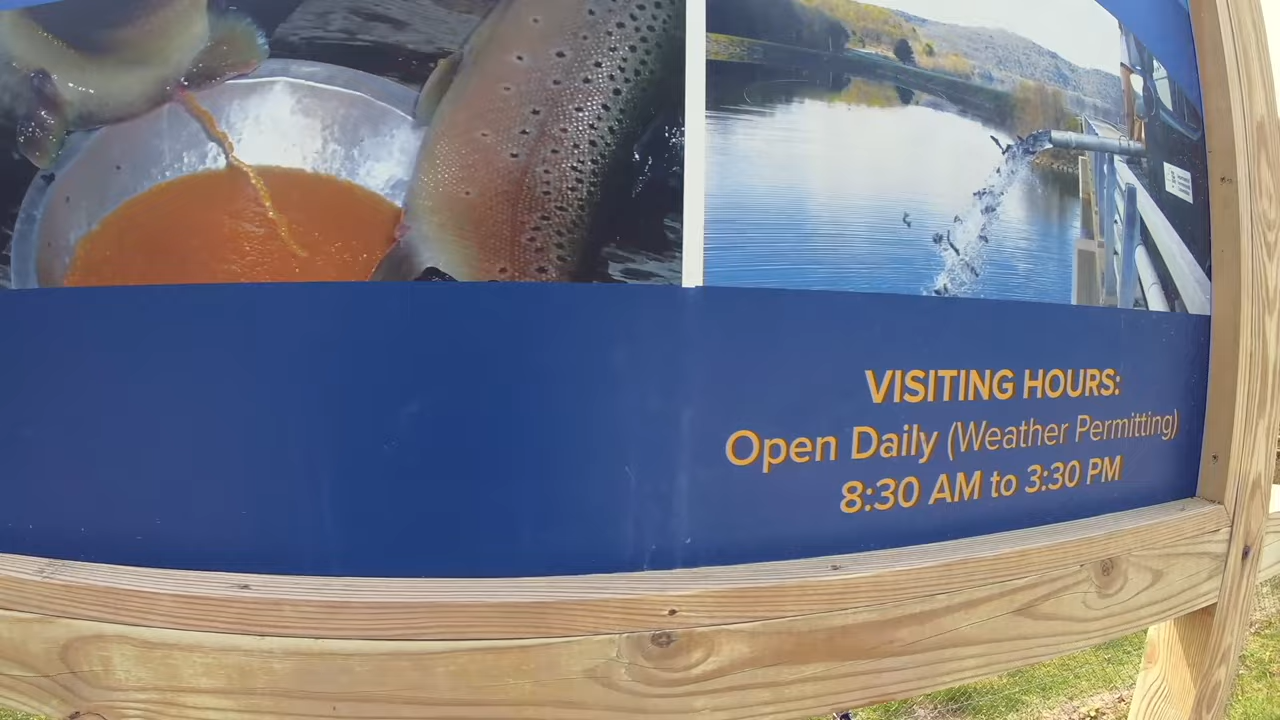 VISITING HOURS:
Open Daily (Weather Permitting)
8:30 AM to 3:30 PM